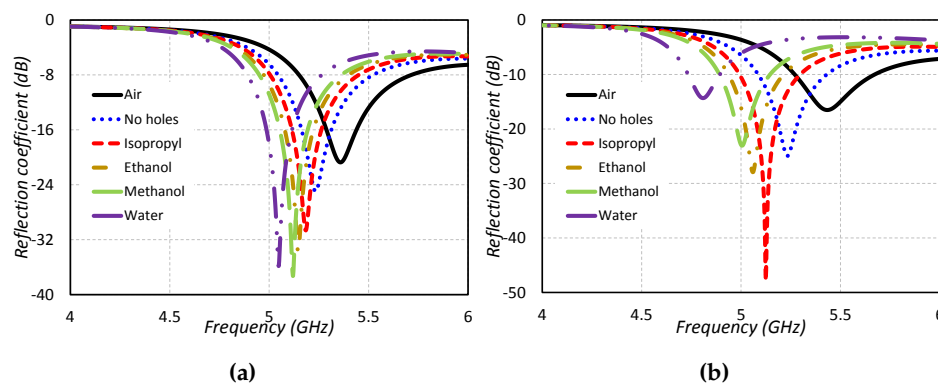 0
-8
-16
-24
-32
-40
Reflection coefficient (dB)
Air
No holes
Isopropyl
Ethanol
Methanol
Water
4
4.5
5
5.5
6
Frequency (GHz)
(a)
0
-10
-20
-30
-40
-50
Reflection coefficient (dB)
Air
No holes
Isopropyl
Ethanol
Methanol
Water
4
4.5
5
5.5
6
Frequency (GHz)
(b)